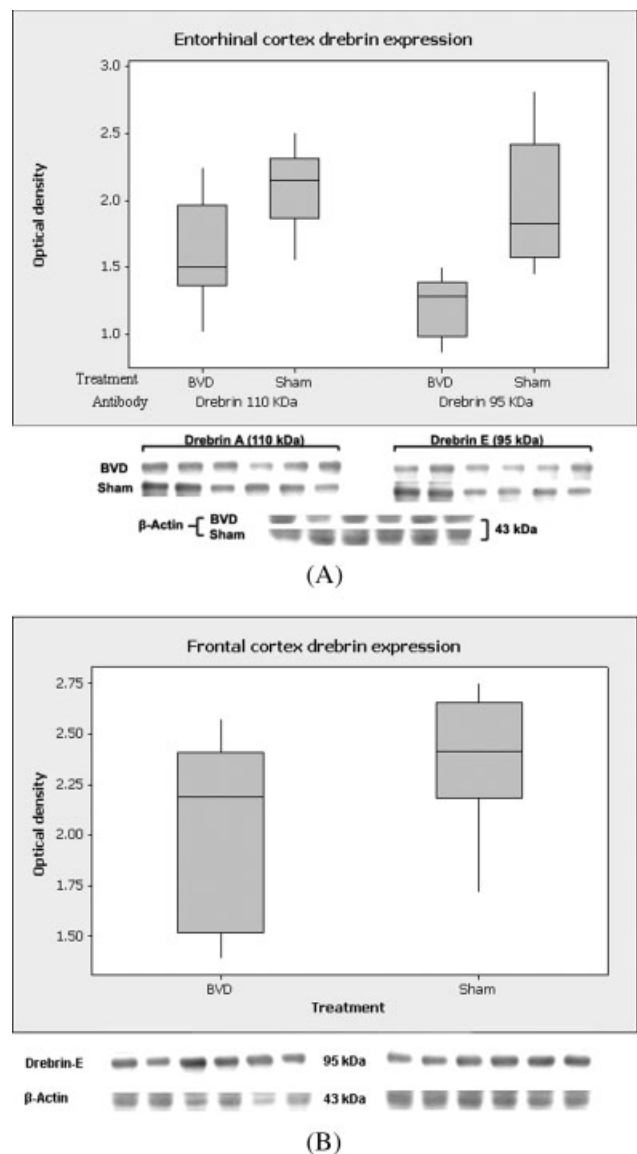 Entorhinal cortex drebrin expression
3.0
2.5
2.0
1.5
1.0
Optical density
Treatment BVD Sham BVD Sham
Antibody Drebrin 110 KDa Drebrin 95 KDa
Drebrin A (110 kDa) Drebrin E (95 kDa)
BVD
Sham
β-Actin BVD 43 kDa
Sham
(A)
Frontal cortex drebrin expression
2.75
2.50
2.25
2.00
1.75
1.50
Optical density
BVD Sham
Treatment
Drebrin-E 95 kDa
β-Actin 43 kDa
(B)